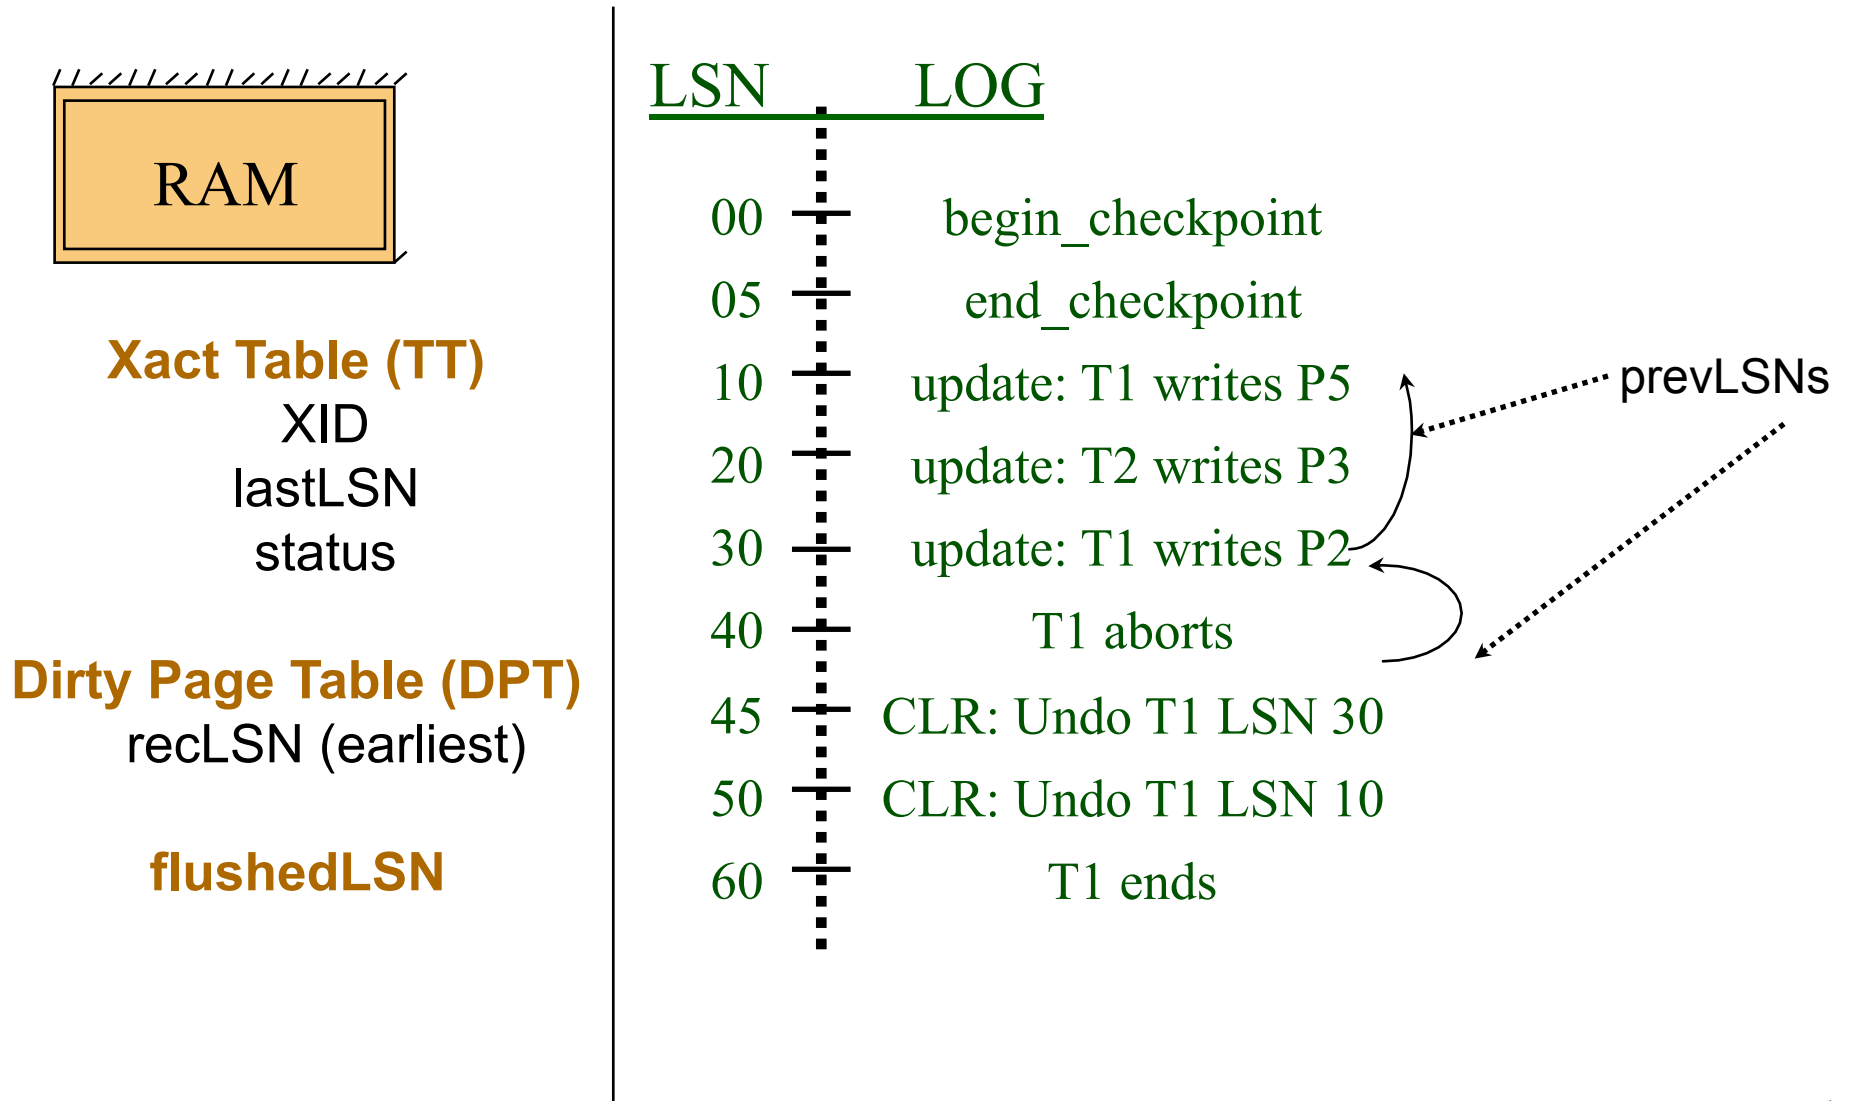 RAM
Xact Table (TT)
XID
lastLSN
status
Dirty Page Table (DPT)
recLSN (earliest)
flushedLSN
LSN LOG
00 begin_checkpoint
05 end_checkpoint
10 update: T1 writes P5
20 update: T2 writes P3
30 update: T1 writes P2
40 T1 aborts
45 CLR: Undo T1 LSN 30
50 CLR: Undo T1 LSN 10
60 T1 ends
prevLSNs